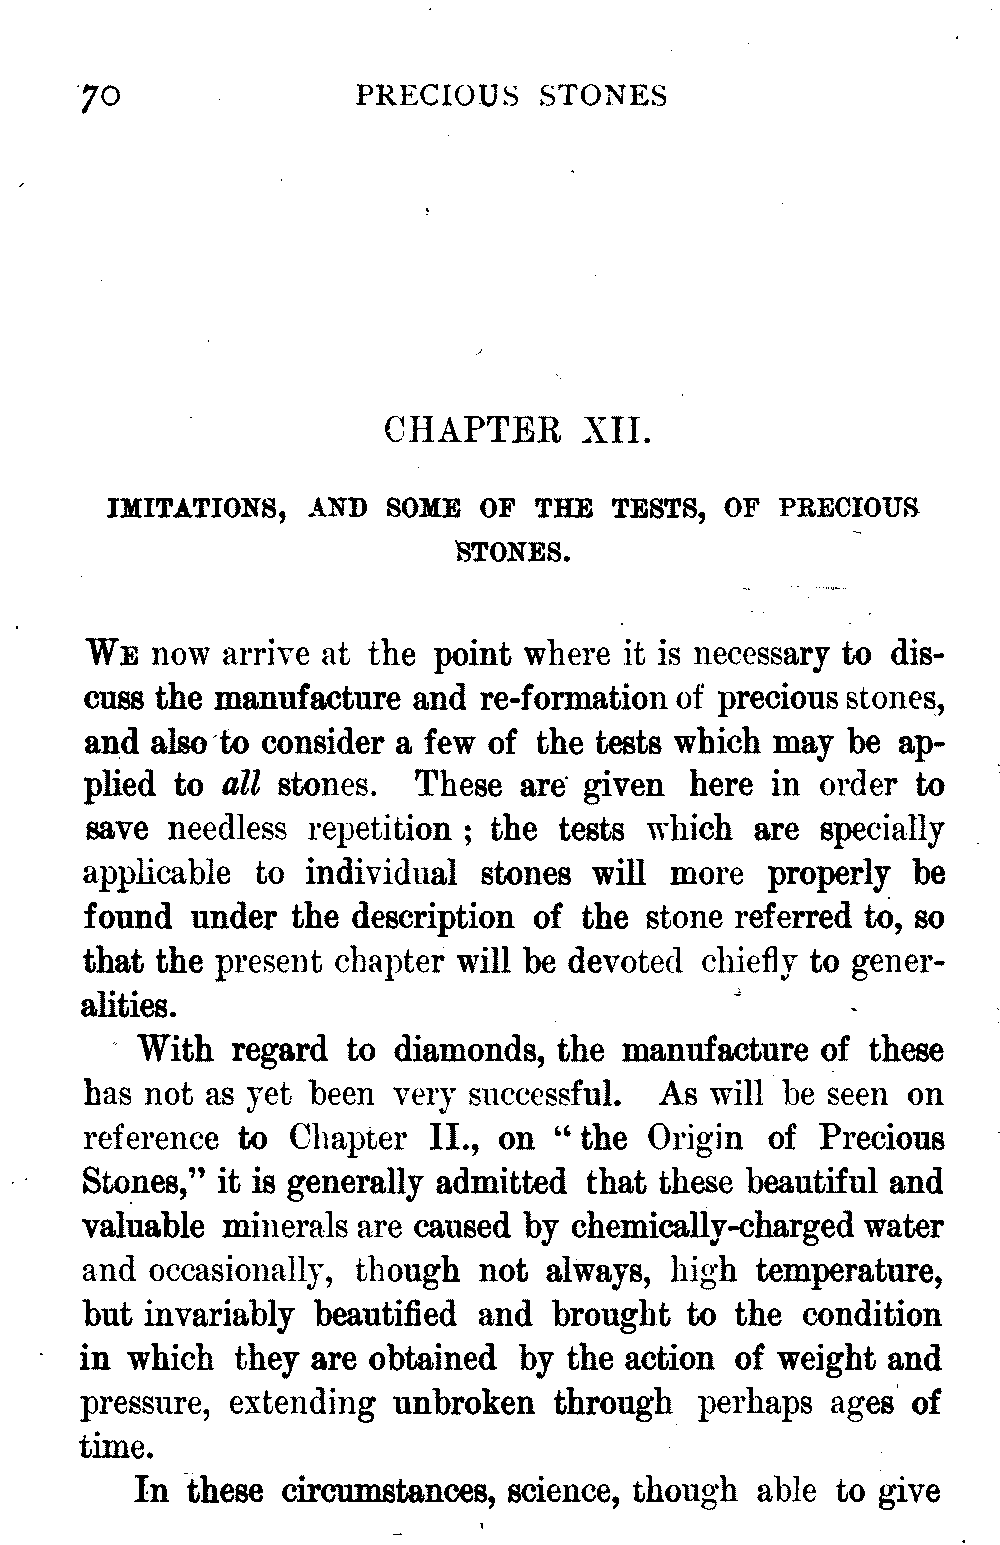 70 PRECIOUS STONES
CHAPTER XII.
IMITATIONS, AND SOME OF THE TESTS, OF PRECIOUS
STONES.
WE now arrive at the point where it is necessary to dis-
cuss the manufacture and re-formation of precious stones,
and also to consider a few of the tests which may be ap-
plied to all stones. These are given here in order to
save needless repetition ; the tests which are specially
applicable to individual stones will more properly be
found under the description of the stone referred to, so
that the present chapter will be devoted chiefly to gener-
alities.
With regard to diamonds, the manufacture of these
has not as yet been very successful. As will be seen on
reference to Chapter II., on “ the Origin of Precious
Stones,” it is generally admitted that these beautiful and
valuable minerals are caused by chemically-charged water
and occasionally, though not always, high temperature,
but invariably beautified and brought to the condition
in which they are obtained by the action of weight and
pressure, extending unbroken through perhaps ages of
time.
In these circumstances, science, though able to give